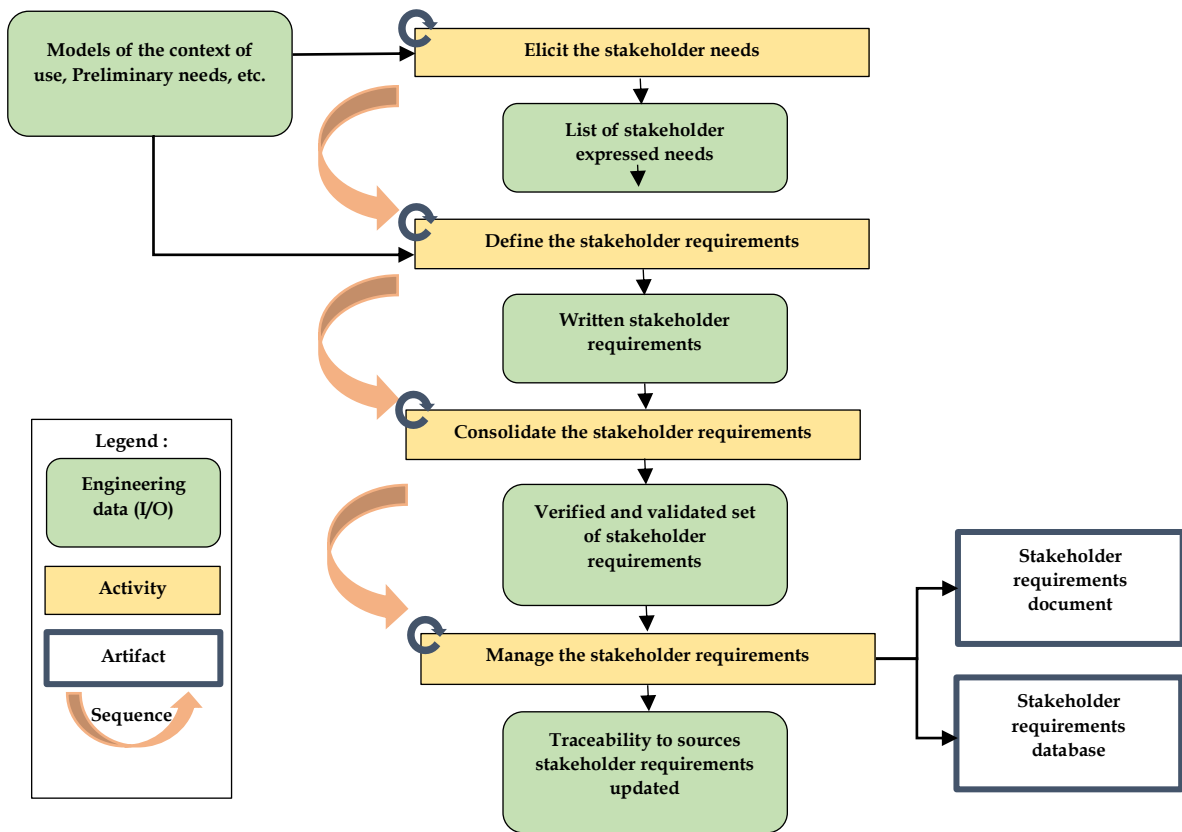 Models of the context of
use, Preliminary needs, etc.
Elicit the stakeholder needs
List of stakeholder
expressed needs
Define the stakeholder requirements
Written stakeholder
requirements
Consolidate the stakeholder requirements
Verified and validated set
of stakeholder
requirements
Manage the stakeholder requirements
Traceability to sources
stakeholder requirements
updated
Stakeholder
requirements
document
Stakeholder
requirements
database
Legend :
Engineering
data (I/O)
Activity
Artifact
Sequence